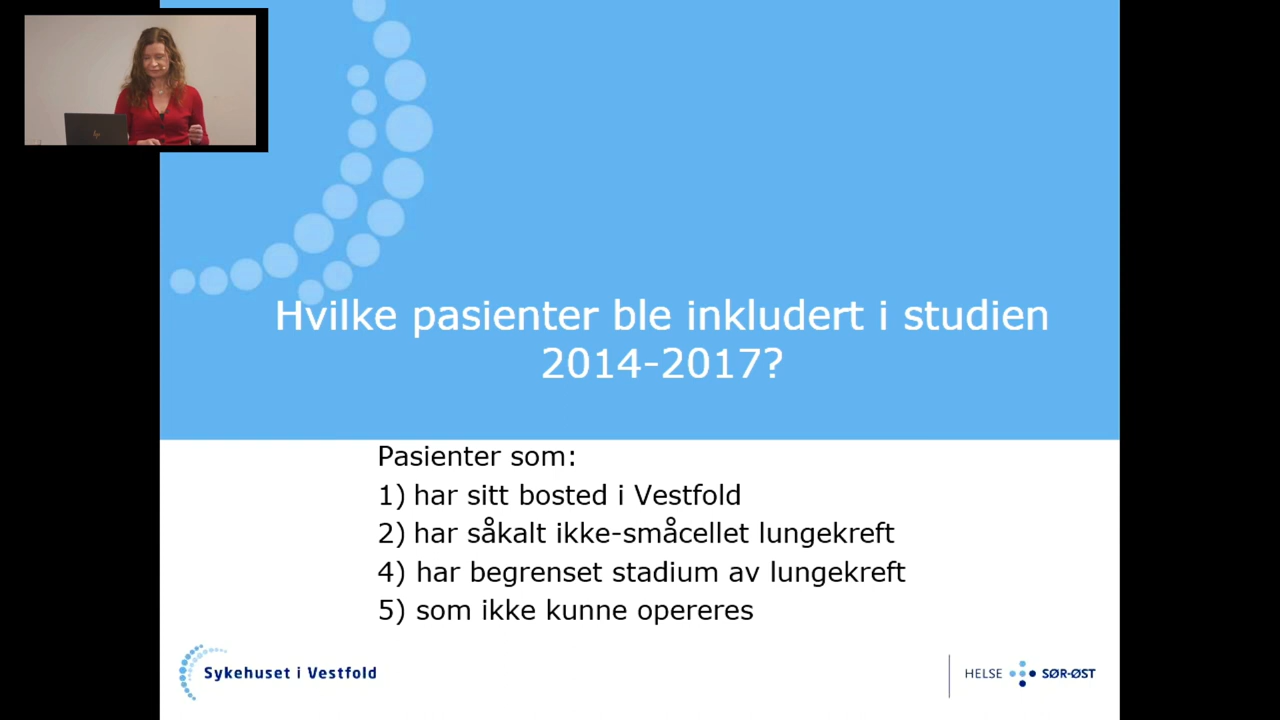 Hvilke pasienter ble inkludert i studien
2014-2017?
Pasienter som:
1) har sitt bosted i Vestfold
2) har såkalt ikke-småcellet lungekreft
4) har begrenset stadium av lungekreft
5) som ikke kunne opereres
Sykehuset i Vestfold
HELSE SØR-ØST
hp